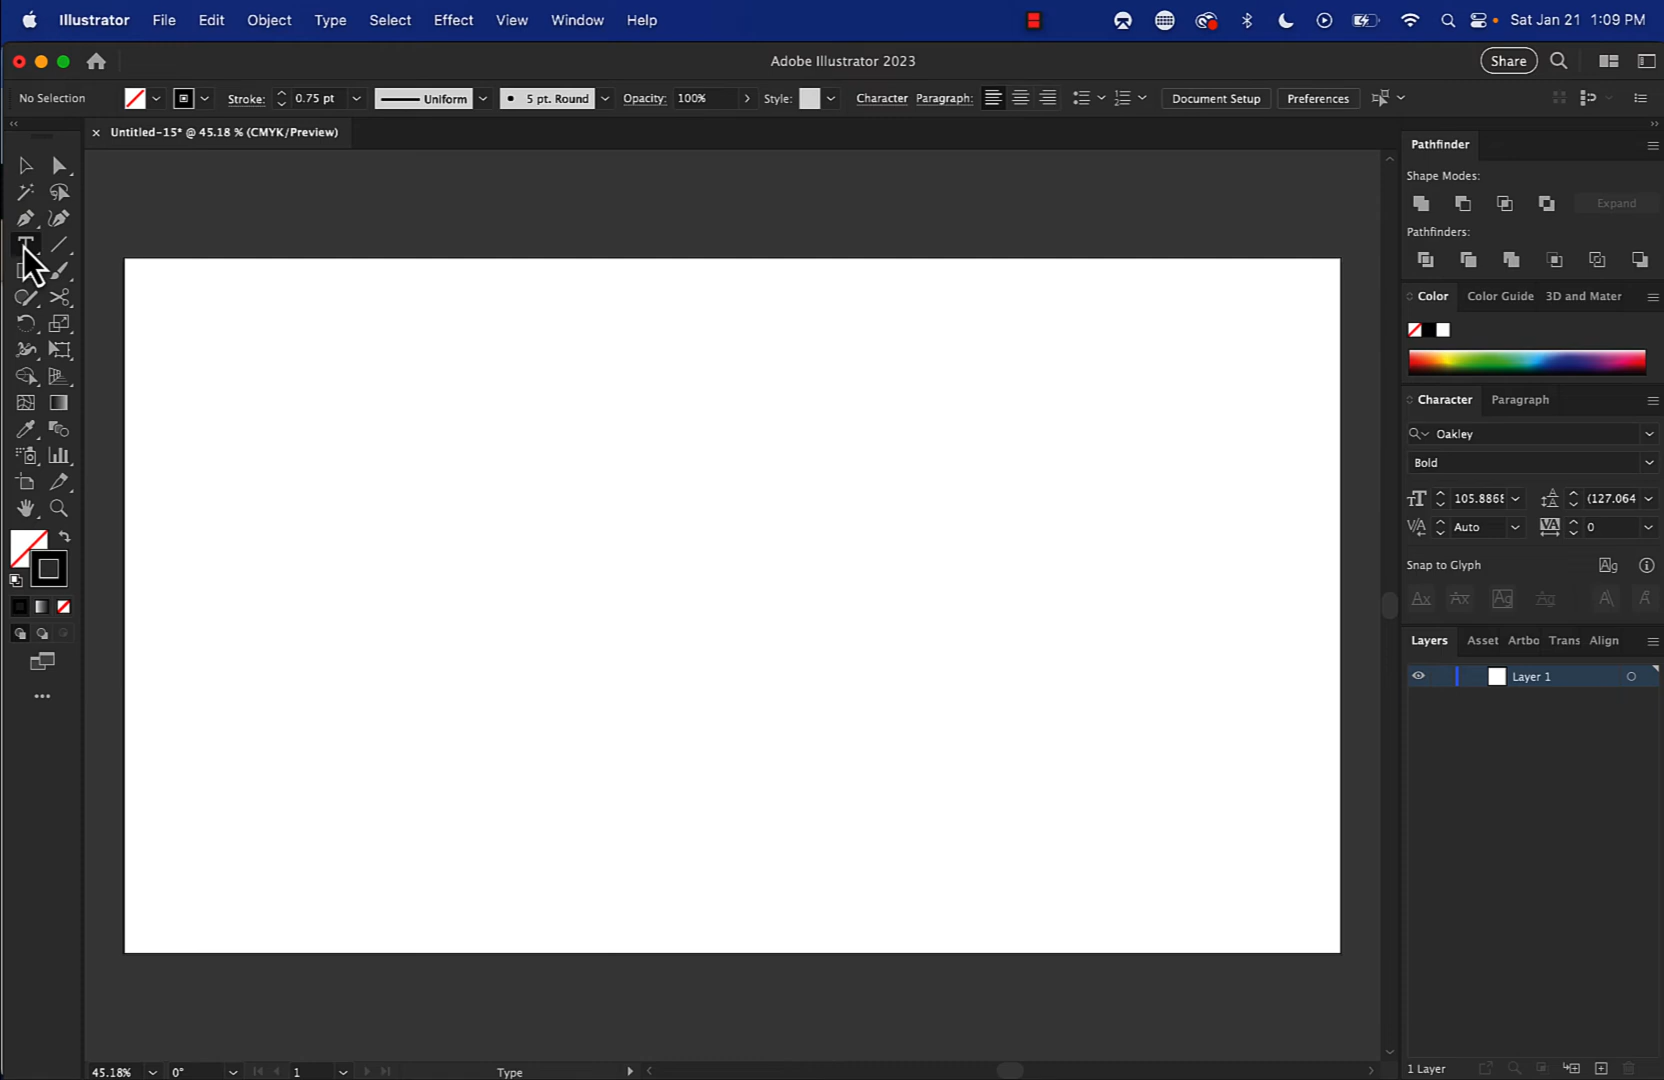 Illustrator File Edit Object Type Select Effect View Window Help Sat Jan 21 1:09 PM
Adobe Illustrator 2023 Share
No Selection Stroke: 0.75 pt Uniform 5 pt. Round Opacity: 100% Style: Character Paragraph: Document Setup Preferences
Untitled-15* @ 45.18 % (CMYK/Preview)
Pathfinder
Shape Modes:
Expand
Pathfinders:
Color Color Guide 3D and Mater
Character Paragraph
Oakley
Bold
105.8868 (127.064
Auto 0
Snap to Glyph
Layers Asset Artbo Trans Align
Layer 1
45.18% 0° 1 Type 1 Layer